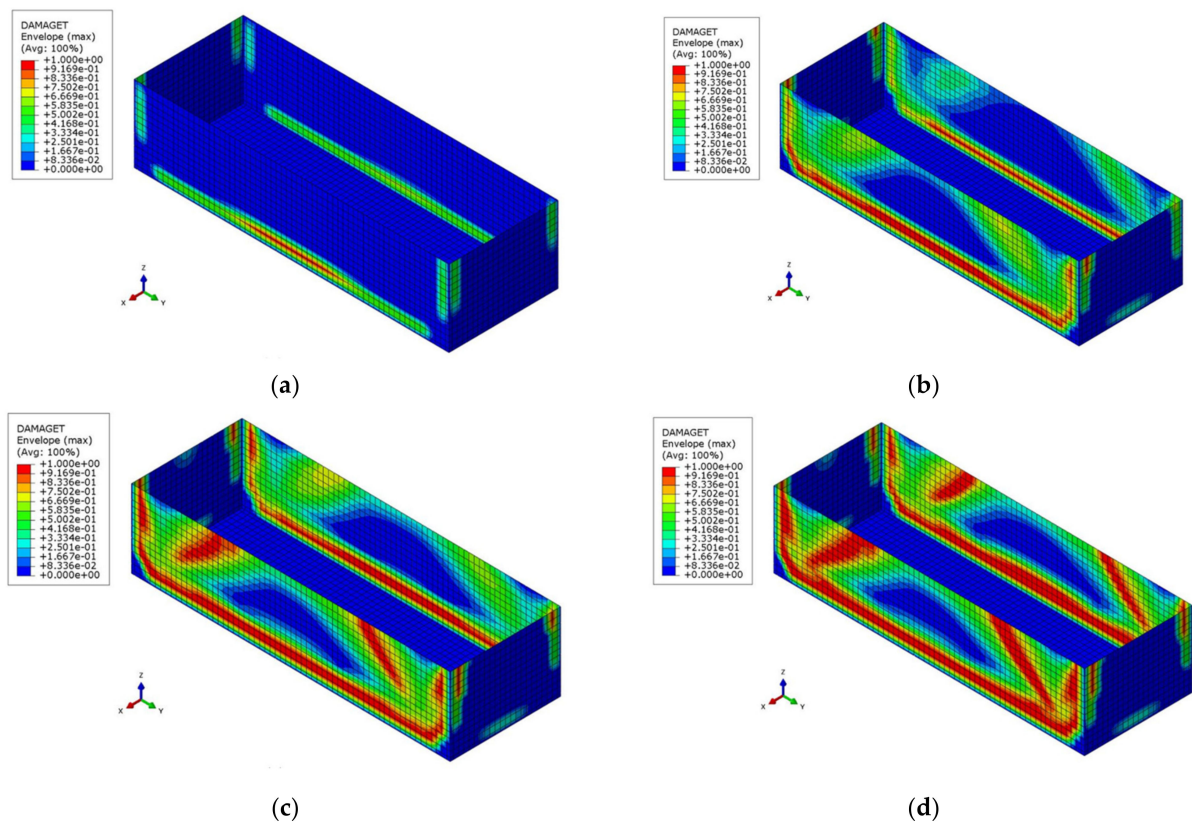 DAMAGET
Envelope (max)
(Avg: 100%)
+1.000e+00
+9.169e-01
+8.336e-01
+7.502e-01
+6.669e-01
+5.835e-01
+5.002e-01
+4.168e-01
+3.334e-01
+2.501e-01
+1.667e-01
+8.336e-02
+0.000e+00
Z
X
Y
(a)
DAMAGET
Envelope (max)
(Avg: 100%)
+1.000e+00
+9.169e-01
+8.336e-01
+7.502e-01
+6.669e-01
+5.835e-01
+5.002e-01
+4.168e-01
+3.334e-01
+2.501e-01
+1.667e-01
+8.336e-02
+0.000e+00
Z
X
Y
(b)
DAMAGET
Envelope (max)
(Avg: 100%)
+1.000e+00
+9.169e-01
+8.336e-01
+7.502e-01
+6.669e-01
+5.835e-01
+5.002e-01
+4.168e-01
+3.334e-01
+2.501e-01
+1.667e-01
+8.336e-02
+0.000e+00
Z
X
Y
(c)
DAMAGET
Envelope (max)
(Avg: 100%)
+1.000e+00
+9.169e-01
+8.336e-01
+7.502e-01
+6.669e-01
+5.835e-01
+5.002e-01
+4.168e-01
+3.334e-01
+2.501e-01
+1.667e-01
+8.336e-02
+0.000e+00
Z
X
Y
(d)